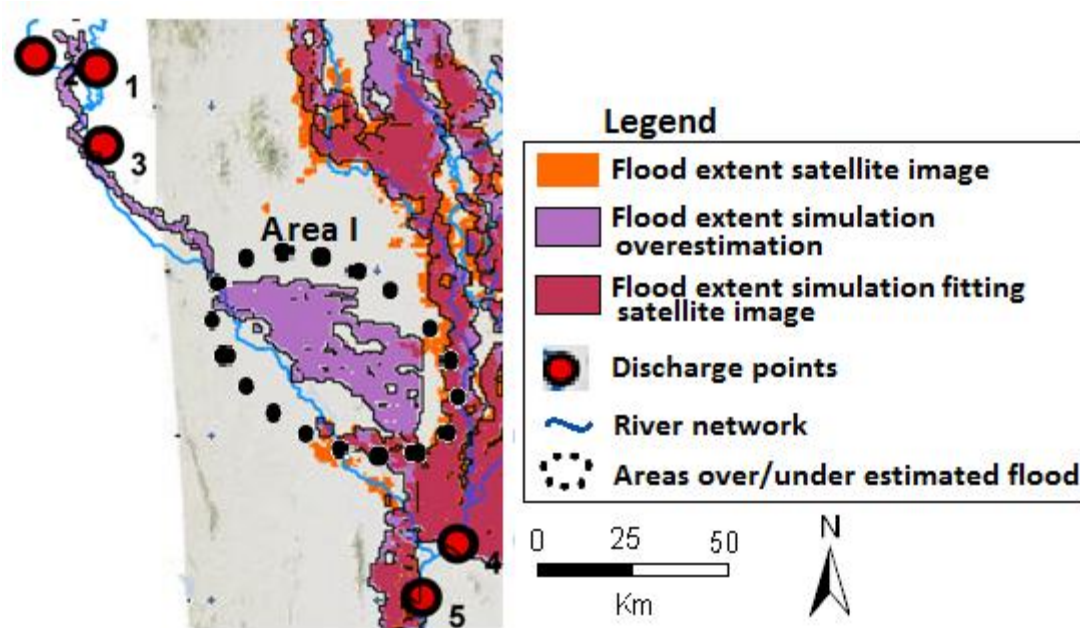 2
1
3
Area I
4
5
Legend
Flood extent satellite image
Flood extent simulation
overestimation
Flood extent simulation fitting
satellite image
Discharge points
River network
Areas over/under estimated flood
0 25 50
Km
N